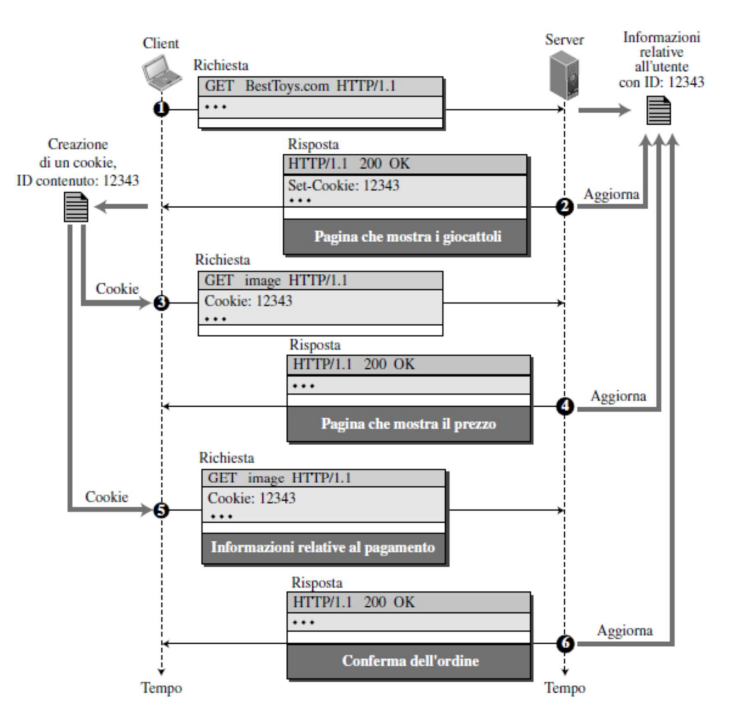 Client
Server
Informazioni
relative
all'utente
con ID: 12343
Richiesta
GET BestToys.com HTTP/1.1
•••
1
Creazione
di un cookie,
ID contenuto: 12343
Risposta
HTTP/1.1 200 OK
Set-Cookie: 12343
•••
Pagina che mostra i giocattoli
2
Aggiorna
Richiesta
GET image HTTP/1.1
Cookie: 12343
•••
Cookie
3
Risposta
HTTP/1.1 200 OK
•••
Pagina che mostra il prezzo
4
Aggiorna
Richiesta
GET image HTTP/1.1
Cookie: 12343
•••
Informazioni relative al pagamento
Cookie
5
Risposta
HTTP/1.1 200 OK
•••
Conferma dell'ordine
6
Aggiorna
Tempo
Tempo